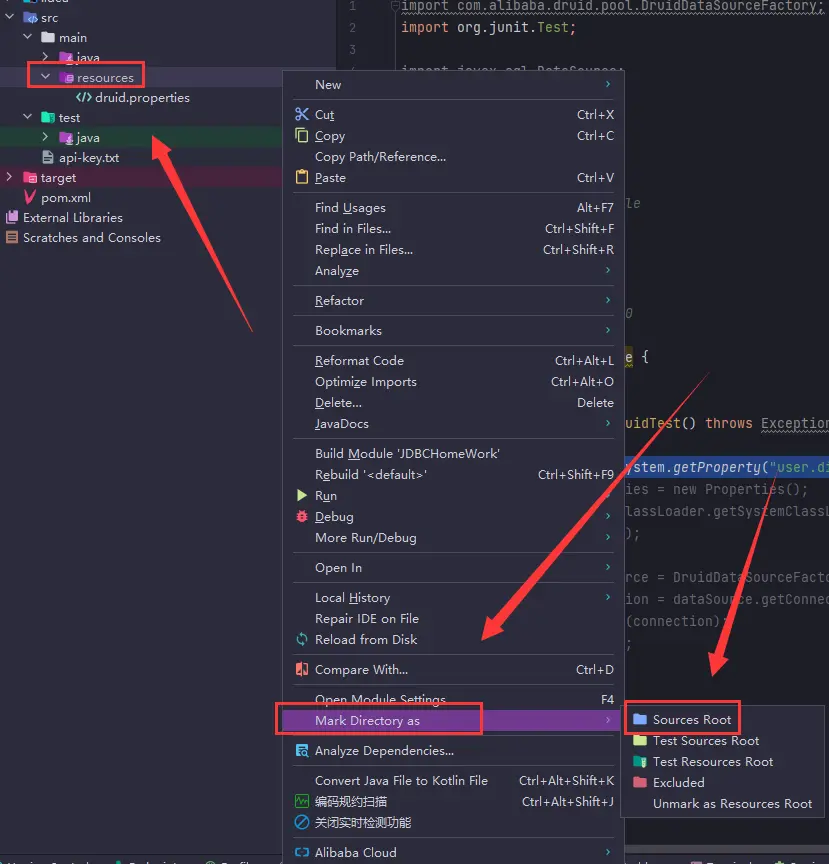 src
main
java
resources
druid.properties
test
java
api-key.txt
target
pom.xml
External Libraries
Scratches and Consoles
1 import com.alibaba.druid.pool.DruidDataSourceFactory;
2 import org.junit.Test;
3
4 import javax.sql.DataSource;
le
0
e {
uidTest() throws Exception
ystem.getProperty("user.di
ies = new Properties();
lassLoader.getSystemClassL
);
rce = DruidDataSourceFacto
ion = dataSource.getConnec
(connection);
;
New
Cut Ctrl+X
Copy Ctrl+C
Copy Path/Reference...
Paste Ctrl+V
Find Usages Alt+F7
Find in Files... Ctrl+Shift+F
Replace in Files... Ctrl+Shift+R
Analyze
Refactor
Bookmarks
Reformat Code Ctrl+Alt+L
Optimize Imports Ctrl+Alt+O
Delete... Delete
JavaDocs
Build Module 'JDBCHomeWork'
Rebuild '<default>' Ctrl+Shift+F9
Run
Debug
More Run/Debug
Open In
Local History
Repair IDE on File
Reload from Disk
Compare With... Ctrl+D
Open Module Settings F4
Mark Directory as
Analyze Dependencies...
Convert Java File to Kotlin File Ctrl+Alt+Shift+K
编码规约扫描 Ctrl+Alt+Shift+J
关闭实时检测功能
Alibaba Cloud
Sources Root
Test Sources Root
Test Resources Root
Excluded
Unmark as Resources Root